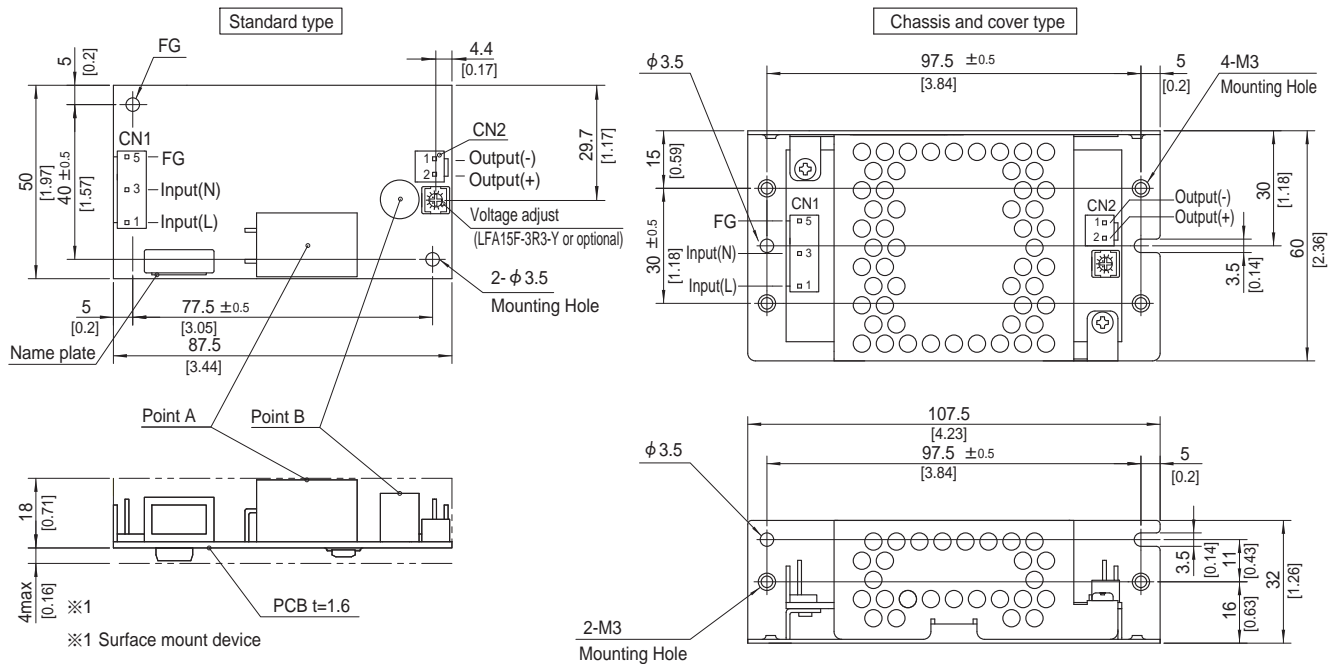 Standard type
FG
5
[0.2]
4.4
[0.17]
CN1
5
FG
3
Input(N)
1
Input(L)
50
[1.97]
40 ±0.5
[1.57]
CN2
1
Output(-)
2
Output(+)
29.7
[1.17]
Voltage adjust
(LFA15F-3R3-Y or optional)
2-φ3.5
Mounting Hole
5
[0.2]
77.5 ±0.5
[3.05]
87.5
[3.44]
Name plate
Point A
Point B
18
[0.71]
4max
[0.16]
※1
PCB t=1.6
※1 Surface mount device
Chassis and cover type
φ3.5
97.5 ±0.5
[3.84]
5
[0.2]
4-M3
Mounting Hole
15
[0.59]
30 ±0.5
[1.18]
CN1
FG
5
Input(N)
3
Input(L)
1
CN2
1
Output(-)
2
Output(+)
30
[1.18]
3.5
[0.14]
60
[2.36]
107.5
[4.23]
φ3.5
97.5 ±0.5
[3.84]
5
[0.2]
3.5
[0.14]
11
[0.43]
16
[0.63]
32
[1.26]
2-M3
Mounting Hole